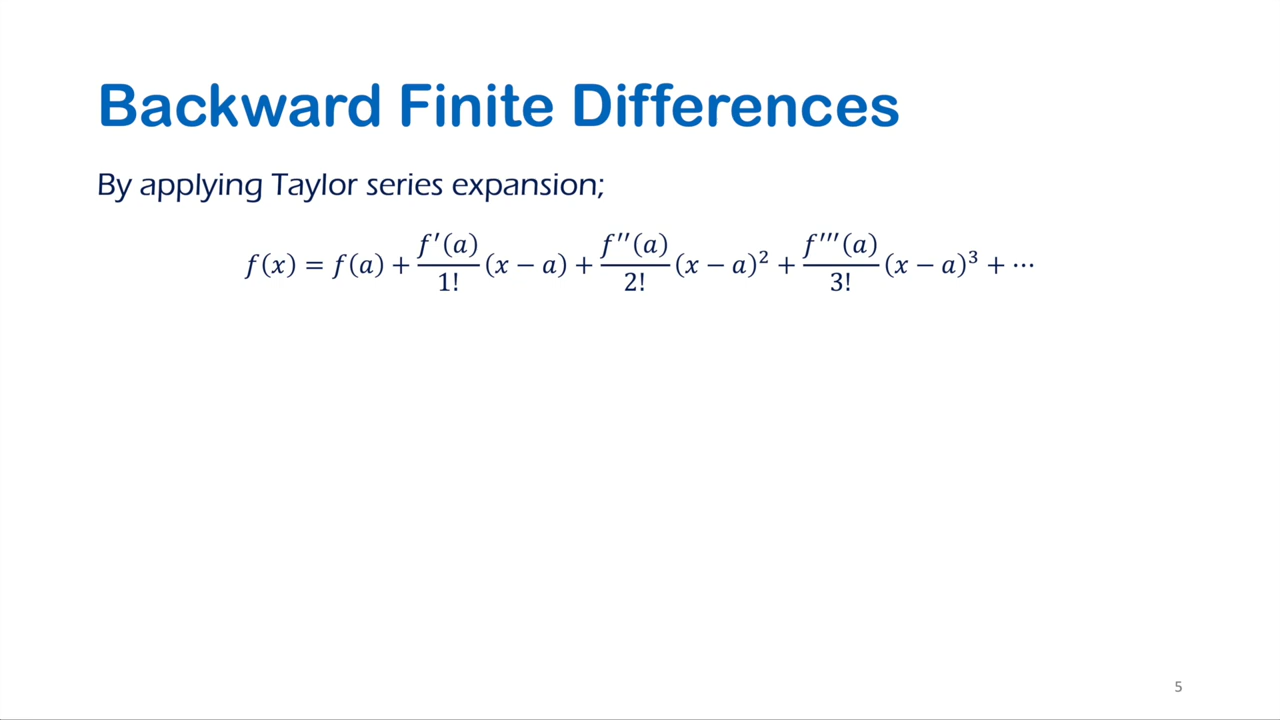 Backward Finite Differences
By applying Taylor series expansion;
f(x) = f(a) + f′(a)/1! (x − a) + f′′(a)/2! (x − a)² + f′′′(a)/3! (x − a)³ + ⋯
5